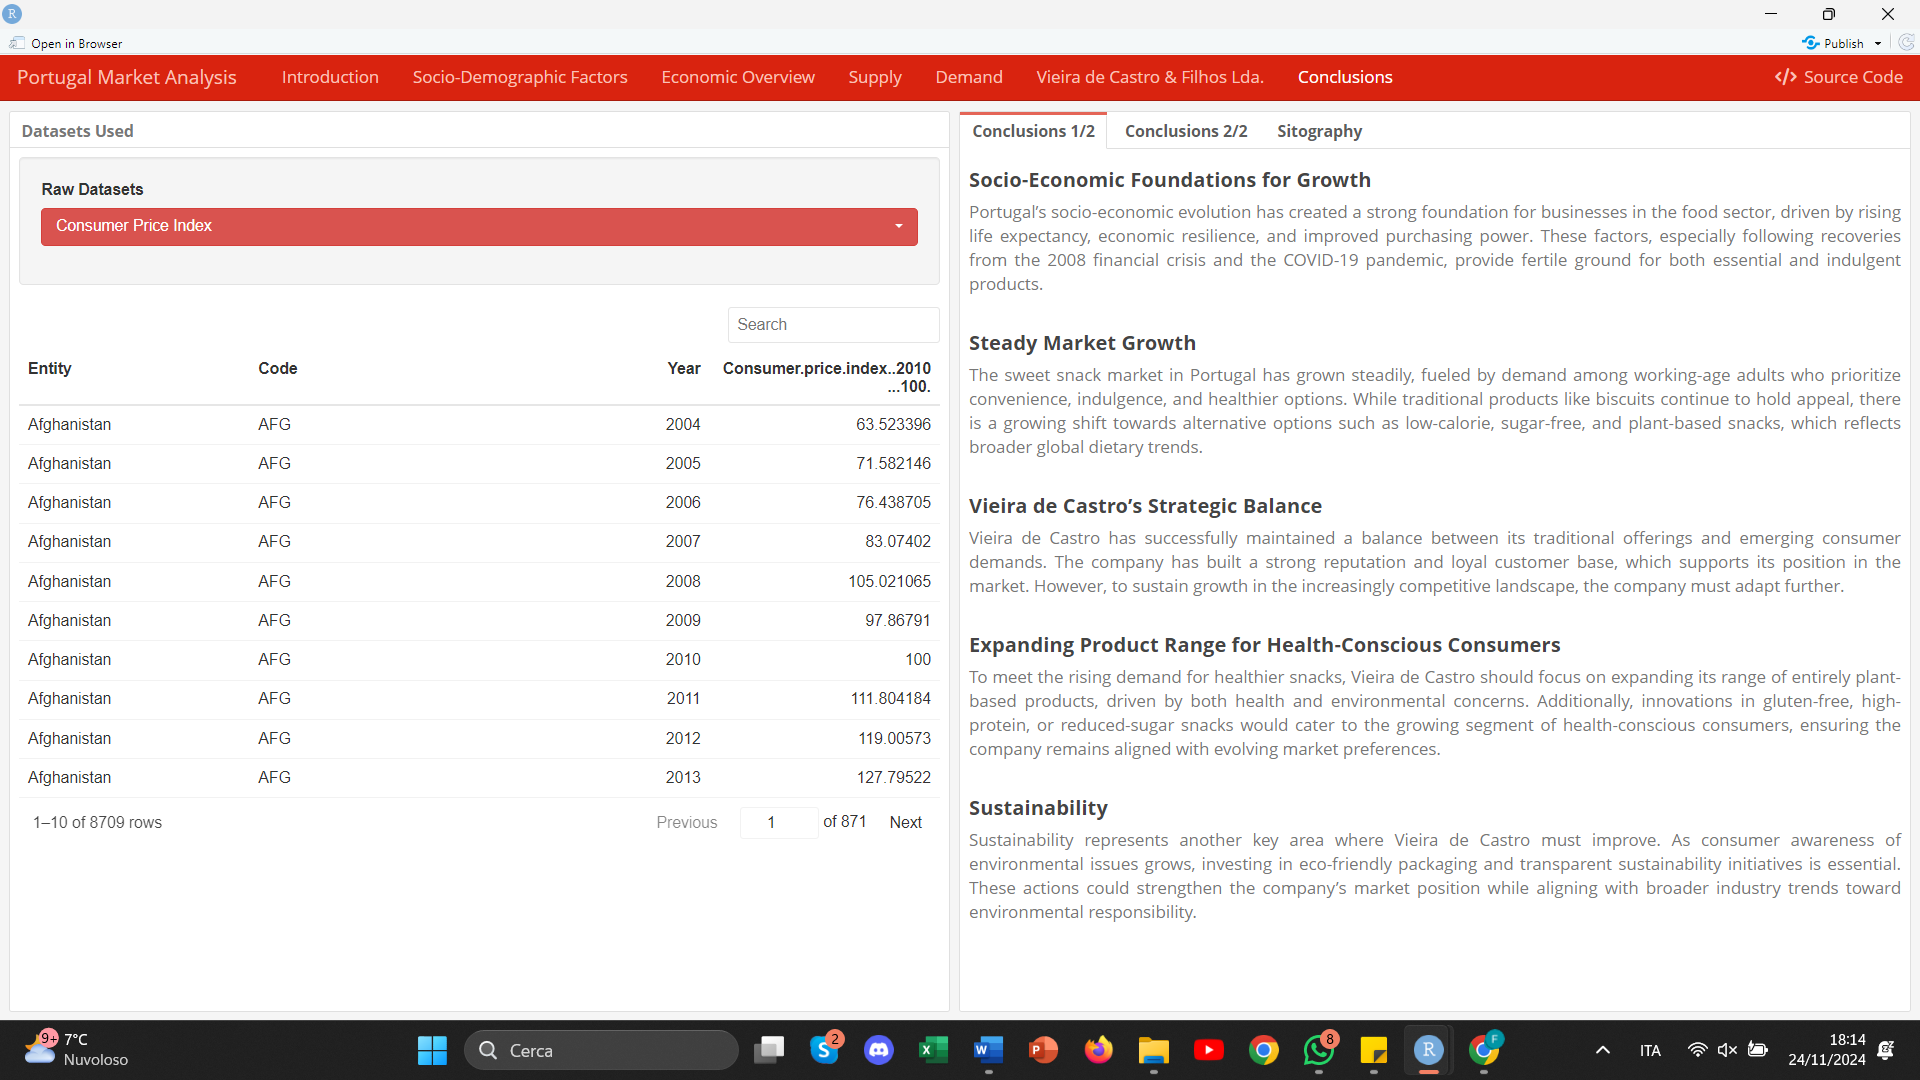 R
Open in Browser
Publish
Portugal Market Analysis
Introduction
Socio-Demographic Factors
Economic Overview
Supply
Demand
Vieira de Castro & Filhos Lda.
Conclusions
</> Source Code
Datasets Used
Raw Datasets
Consumer Price Index
Search
Entity Code Year Consumer.price.index..2010
...100.
Afghanistan AFG 2004 63.523396
Afghanistan AFG 2005 71.582146
Afghanistan AFG 2006 76.438705
Afghanistan AFG 2007 83.07402
Afghanistan AFG 2008 105.021065
Afghanistan AFG 2009 97.86791
Afghanistan AFG 2010 100
Afghanistan AFG 2011 111.804184
Afghanistan AFG 2012 119.00573
Afghanistan AFG 2013 127.79522
1–10 of 8709 rows
Previous 1 of 871 Next
Conclusions 1/2
Conclusions 2/2
Sitography
Socio-Economic Foundations for Growth
Portugal’s socio-economic evolution has created a strong foundation for businesses in the food sector, driven by rising
life expectancy, economic resilience, and improved purchasing power. These factors, especially following recoveries
from the 2008 financial crisis and the COVID-19 pandemic, provide fertile ground for both essential and indulgent
products.
Steady Market Growth
The sweet snack market in Portugal has grown steadily, fueled by demand among working-age adults who prioritize
convenience, indulgence, and healthier options. While traditional products like biscuits continue to hold appeal, there
is a growing shift towards alternative options such as low-calorie, sugar-free, and plant-based snacks, which reflects
broader global dietary trends.
Vieira de Castro’s Strategic Balance
Vieira de Castro has successfully maintained a balance between its traditional offerings and emerging consumer
demands. The company has built a strong reputation and loyal customer base, which supports its position in the
market. However, to sustain growth in the increasingly competitive landscape, the company must adapt further.
Expanding Product Range for Health-Conscious Consumers
To meet the rising demand for healthier snacks, Vieira de Castro should focus on expanding its range of entirely plant-
based products, driven by both health and environmental concerns. Additionally, innovations in gluten-free, high-
protein, or reduced-sugar snacks would cater to the growing segment of health-conscious consumers, ensuring the
company remains aligned with evolving market preferences.
Sustainability
Sustainability represents another key area where Vieira de Castro must improve. As consumer awareness of
environmental issues grows, investing in eco-friendly packaging and transparent sustainability initiatives is essential.
These actions could strengthen the company’s market position while aligning with broader industry trends toward
environmental responsibility.
9+
7°C
Nuvoloso
Cerca
S
2
X
W
P
8
R
F
ITA
18:14
24/11/2024